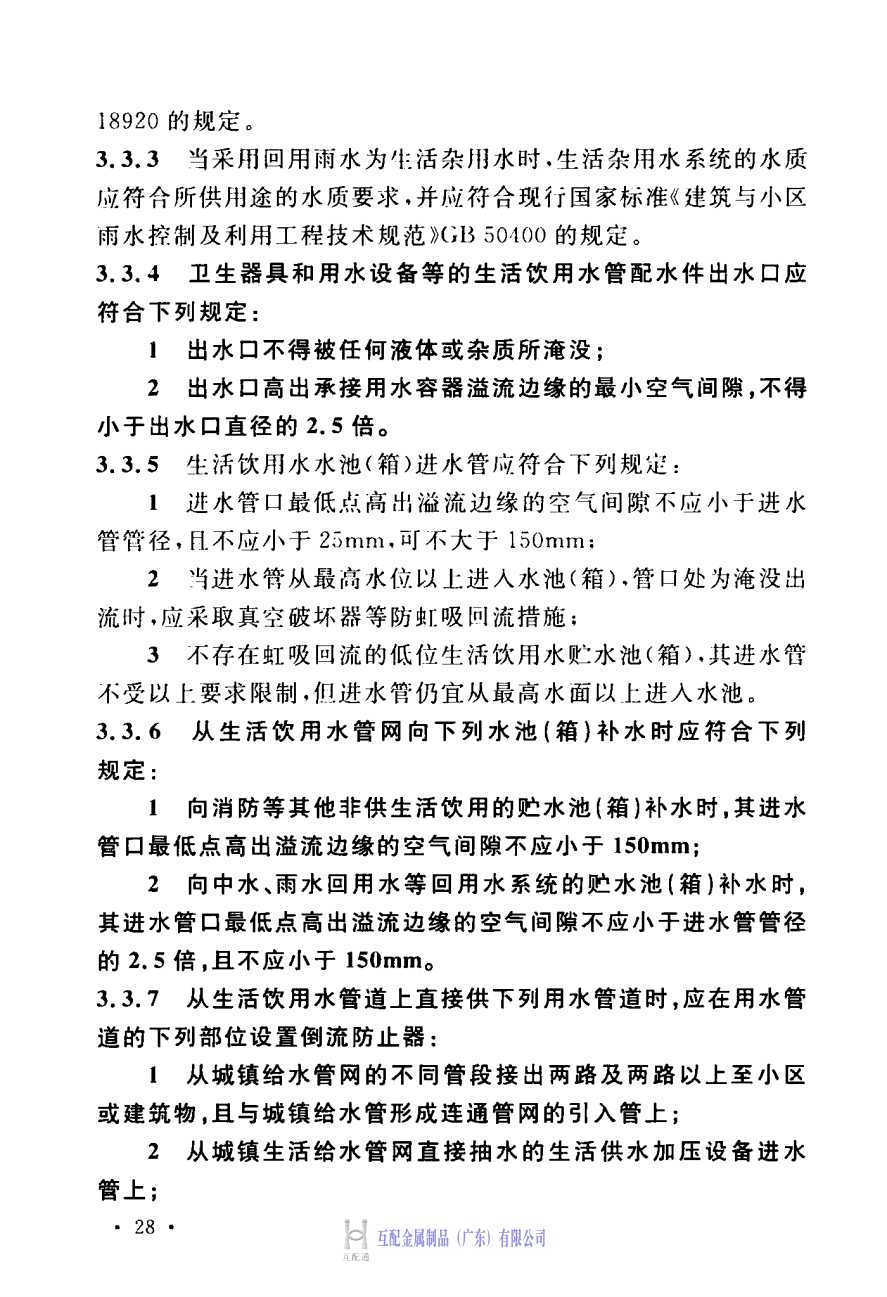 18920 的规定。
3.3.3 当采用回用雨水为生活杂用水时,生活杂用水系统的水质
应符合所供用途的水质要求,并应符合现行国家标准《建筑与小区
雨水控制及利用工程技术规范》GB 50400 的规定。
3.3.4 卫生器具和用水设备等的生活饮用水管配水件出水口应
符合下列规定:
1 出水口不得被任何液体或杂质所淹没;
2 出水口高出承接用水容器溢流边缘的最小空气间隙,不得
小于出水口直径的 2.5 倍。
3.3.5 生活饮用水水池(箱)进水管应符合下列规定:
1 进水管口最低点高出溢流边缘的空气间隙不应小于进水
管管径,且不应小于 25mm,可不大于 150mm;
2 当进水管从最高水位以上进入水池(箱),管口处为淹没出
流时,应采取真空破坏器等防虹吸回流措施;
3 不存在虹吸回流的低位生活饮用水贮水池(箱),其进水管
不受以上要求限制,但进水管仍宜从最高水面以上进入水池。
3.3.6 从生活饮用水管网向下列水池(箱)补水时应符合下列
规定:
1 向消防等其他非供生活饮用的贮水池(箱)补水时,其进水
管口最低点高出溢流边缘的空气间隙不应小于 150mm;
2 向中水、雨水回用水等回用水系统的贮水池(箱)补水时,
其进水管口最低点高出溢流边缘的空气间隙不应小于进水管管径
的 2.5 倍,且不应小于 150mm。
3.3.7 从生活饮用水管道上直接供下列用水管道时,应在用水管
道的下列部位设置倒流防止器:
1 从城镇给水管网的不同管段接出两路及两路以上至小区
或建筑物,且与城镇给水管形成连通管网的引入管上;
2 从城镇生活给水管网直接抽水的生活供水加压设备进水
管上;
· 28 ·
互配金属制品(广东)有限公司
互配通